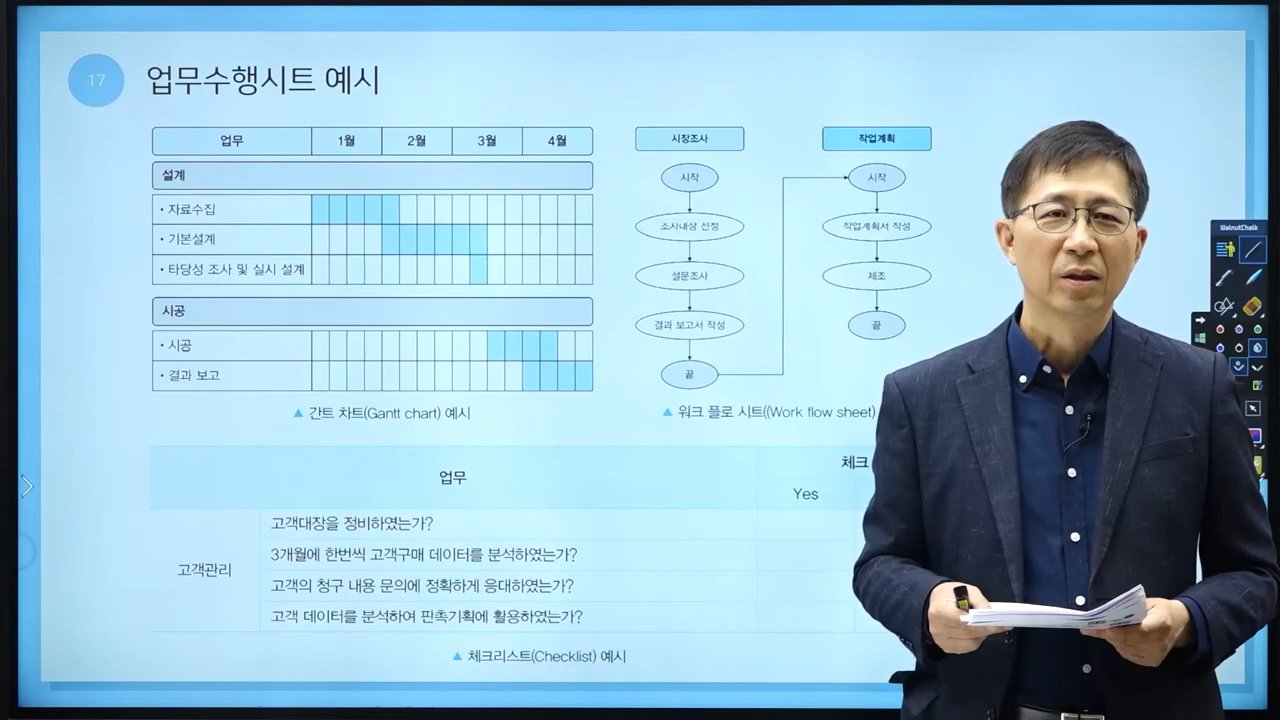 17
업무수행시트 예시
업무 1월 2월 3월 4월
설계
• 자료수집
• 기본설계
• 타당성 조사 및 실시 설계
시공
• 시공
• 결과 보고
▲ 간트 차트(Gantt chart) 예시
시장조사
시작
조사대상 선정
설문조사
결과 보고서 작성
끝
작업계획
시작
작업계획서 작성
제조
끝
▲ 워크 플로 시트((Work flow sheet)
업무 체크
Yes
고객관리
고객대장을 정비하였는가?
3개월에 한번씩 고객구매 데이터를 분석하였는가?
고객의 청구 내용 문의에 정확하게 응대하였는가?
고객 데이터를 분석하여 판촉기획에 활용하였는가?
▲ 체크리스트(Checklist) 예시
WalnutChalk